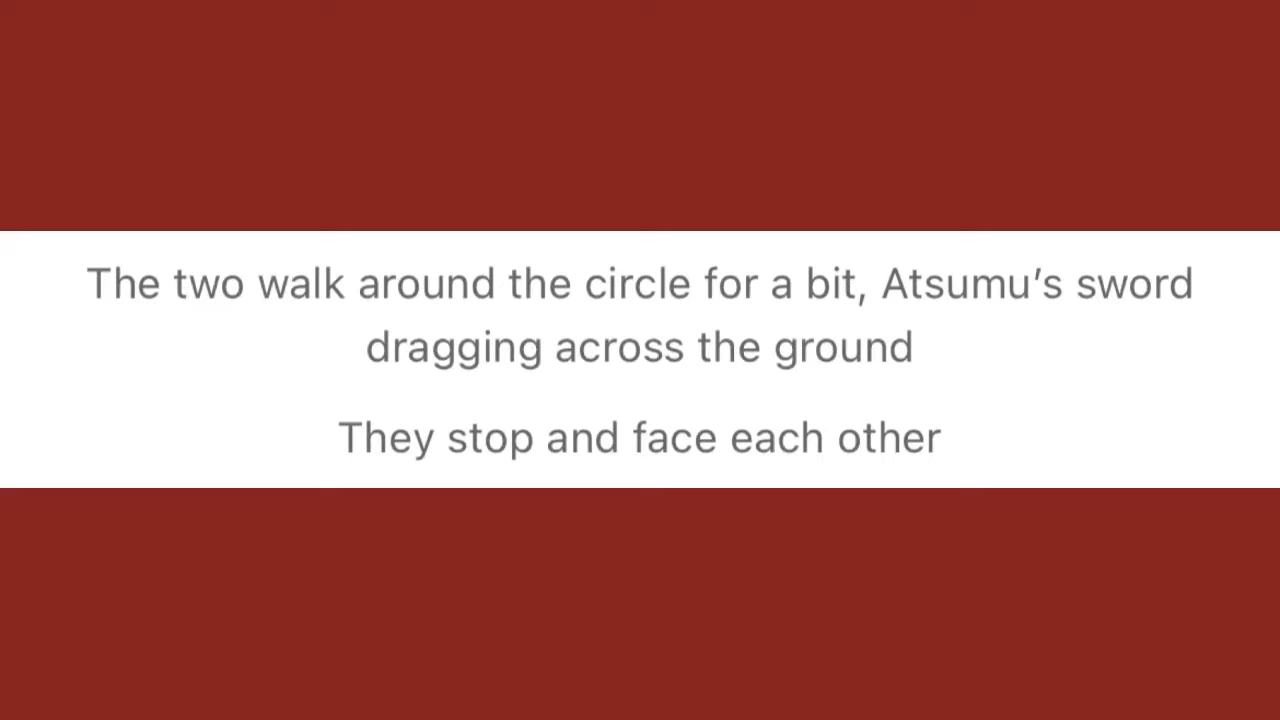 The two walk around the circle for a bit, Atsumu’s sword
dragging across the ground
They stop and face each other